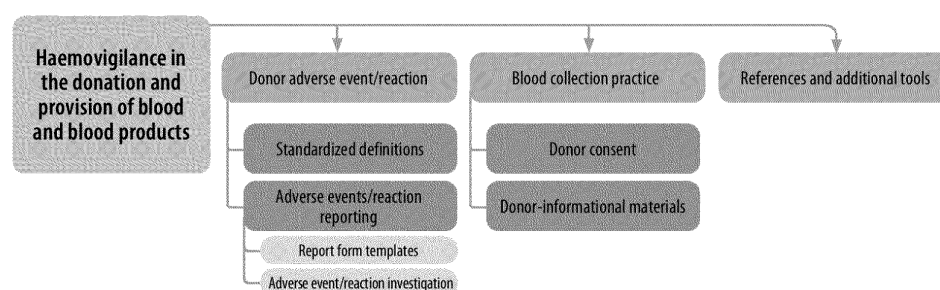 Haemovigilance in
the donation and
provision of blood
and blood products
Donor adverse event/reaction
Standardized definitions
Adverse events/reaction
reporting
Report form templates
Adverse event/reaction investigation
Blood collection practice
Donor consent
Donor-informational materials
References and additional tools